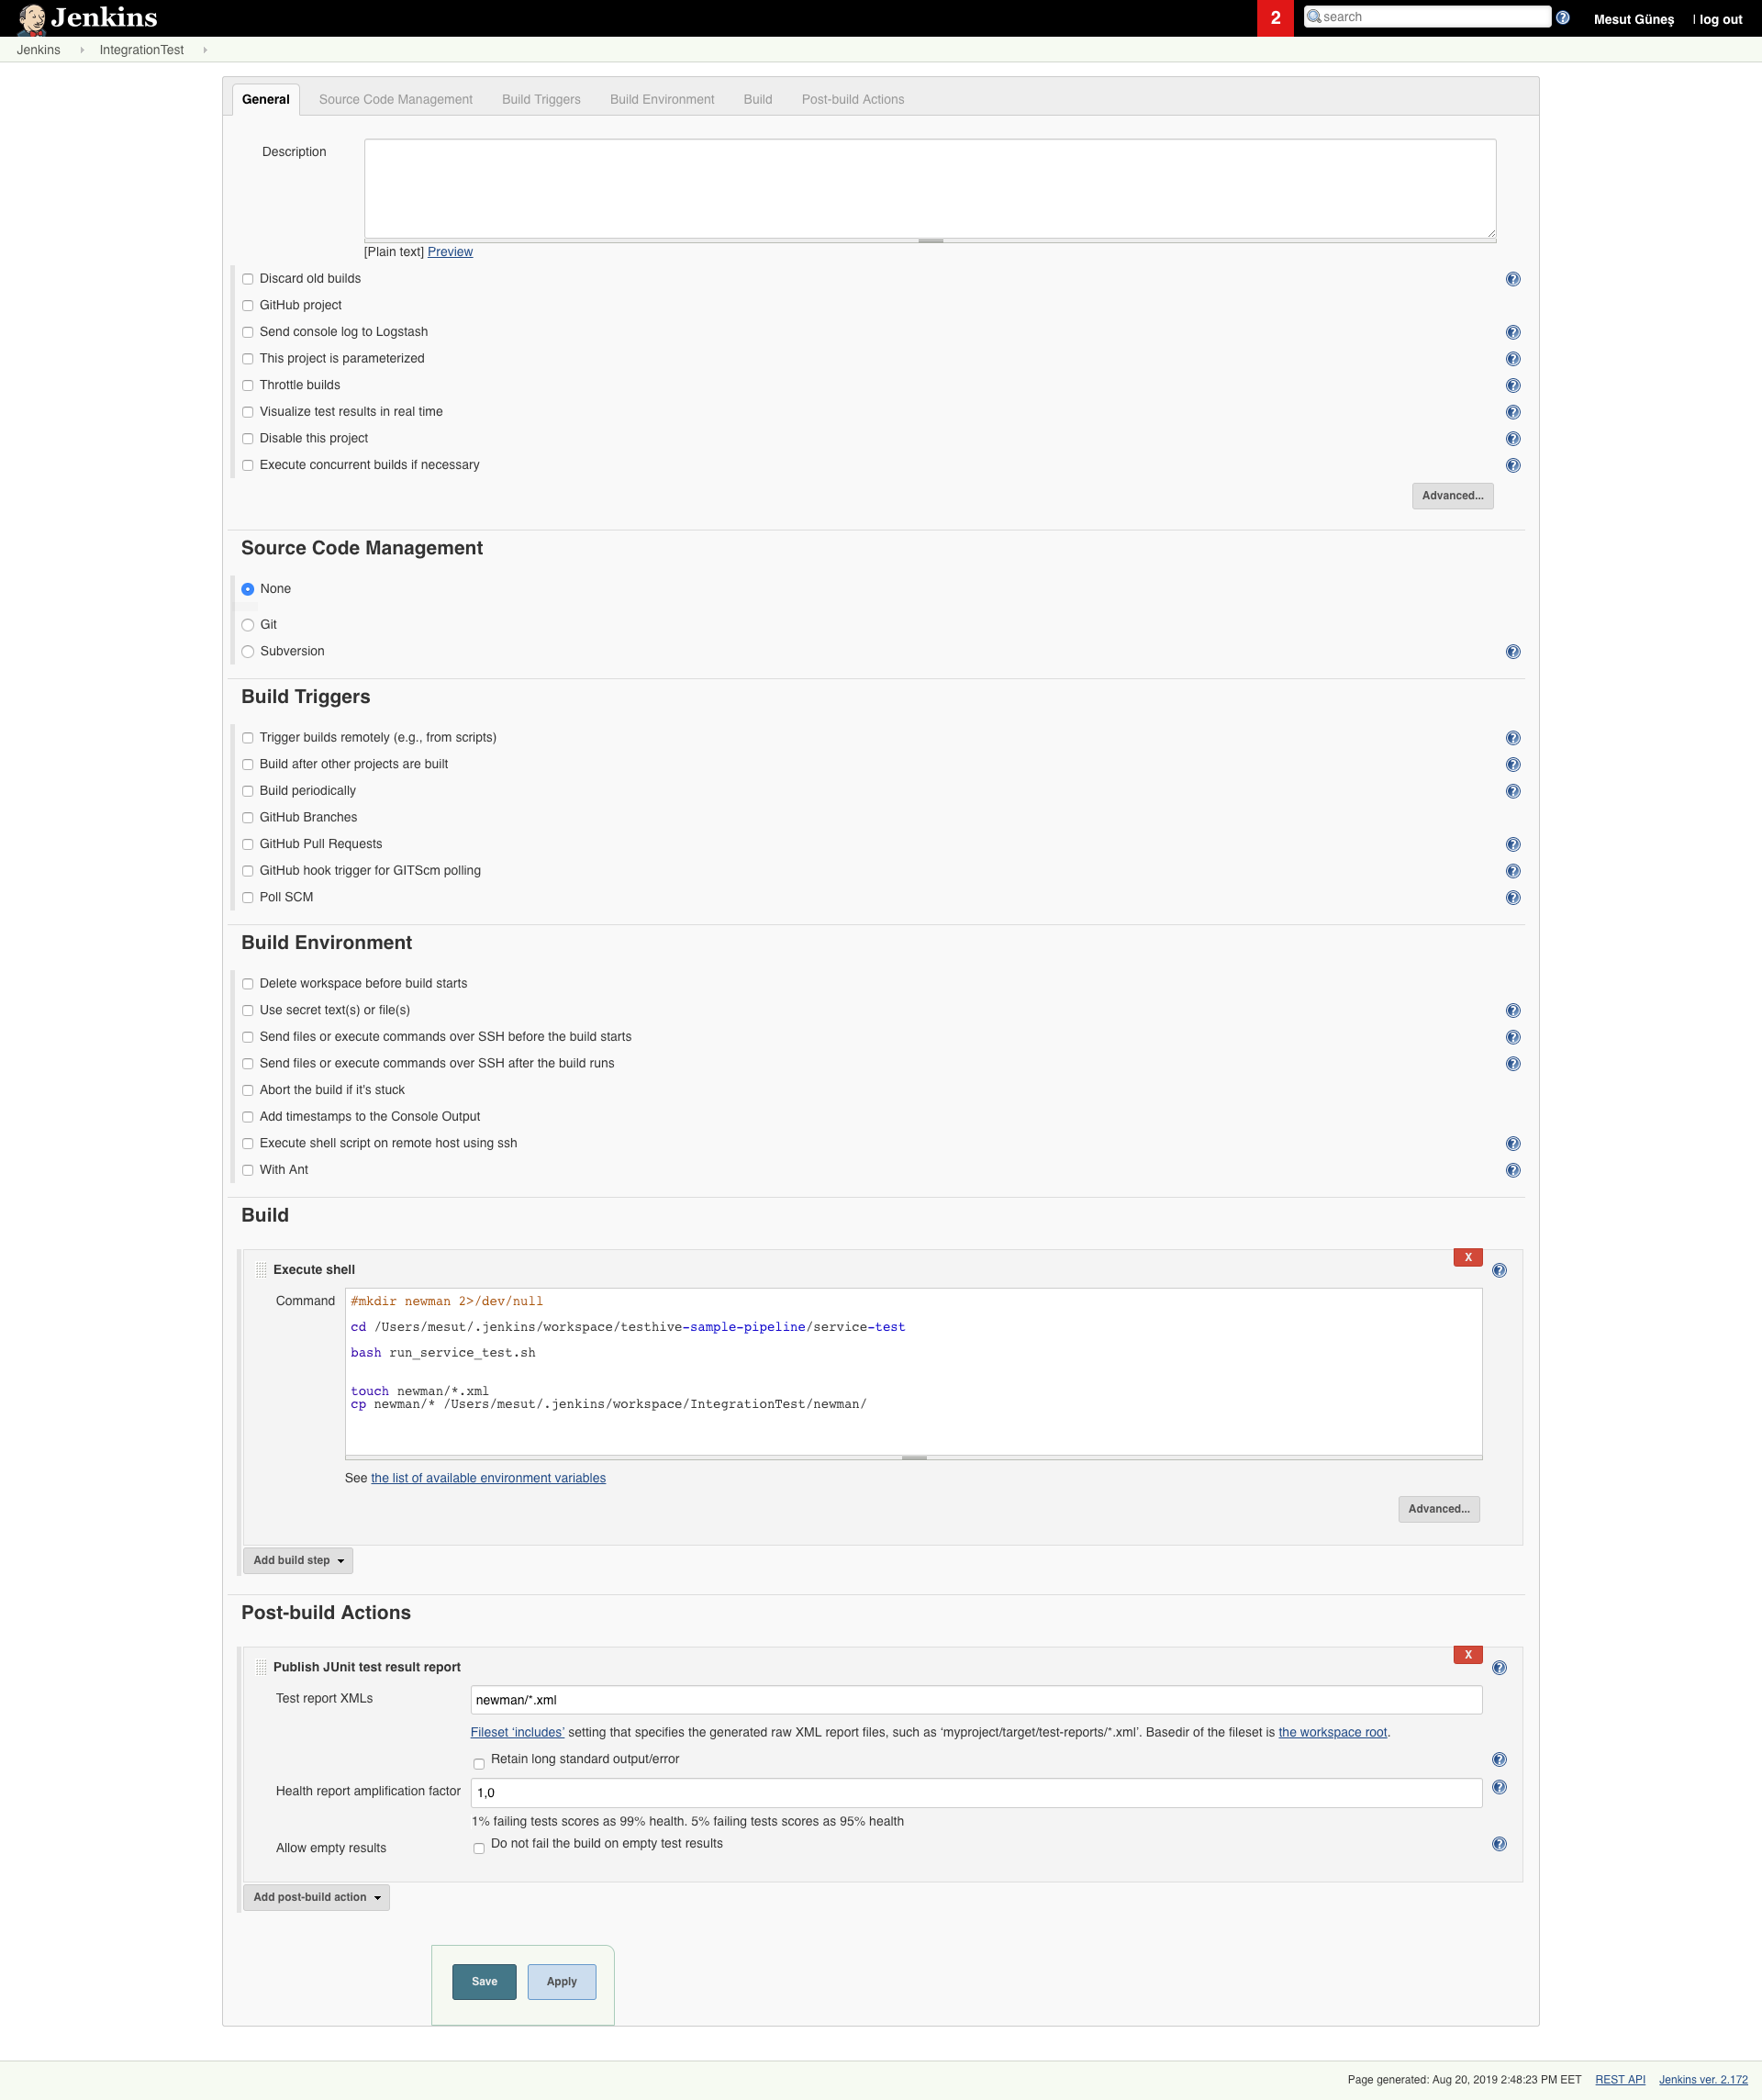 Jenkins
2
search
Mesut Güneş
| log out
Jenkins
IntegrationTest
General
Source Code Management
Build Triggers
Build Environment
Build
Post-build Actions
Description
[Plain text] Preview
Discard old builds
GitHub project
Send console log to Logstash
This project is parameterized
Throttle builds
Visualize test results in real time
Disable this project
Execute concurrent builds if necessary
Advanced...
Source Code Management
None
Git
Subversion
Build Triggers
Trigger builds remotely (e.g., from scripts)
Build after other projects are built
Build periodically
GitHub Branches
GitHub Pull Requests
GitHub hook trigger for GITScm polling
Poll SCM
Build Environment
Delete workspace before build starts
Use secret text(s) or file(s)
Send files or execute commands over SSH before the build starts
Send files or execute commands over SSH after the build runs
Abort the build if it's stuck
Add timestamps to the Console Output
Execute shell script on remote host using ssh
With Ant
Build
X
Execute shell
Command
#mkdir newman 2>/dev/null
cd /Users/mesut/.jenkins/workspace/testhive-sample-pipeline/service-test
bash run_service_test.sh
touch newman/*.xml
cp newman/* /Users/mesut/.jenkins/workspace/IntegrationTest/newman/
See the list of available environment variables
Advanced...
Add build step
Post-build Actions
X
Publish JUnit test result report
Test report XMLs
newman/*.xml
Fileset ‘includes’ setting that specifies the generated raw XML report files, such as ‘myproject/target/test-reports/*.xml’. Basedir of the fileset is the workspace root.
Retain long standard output/error
Health report amplification factor
1,0
1% failing tests scores as 99% health. 5% failing tests scores as 95% health
Allow empty results
Do not fail the build on empty test results
Add post-build action
Save
Apply
Page generated: Aug 20, 2019 2:48:23 PM EET
REST API
Jenkins ver. 2.172